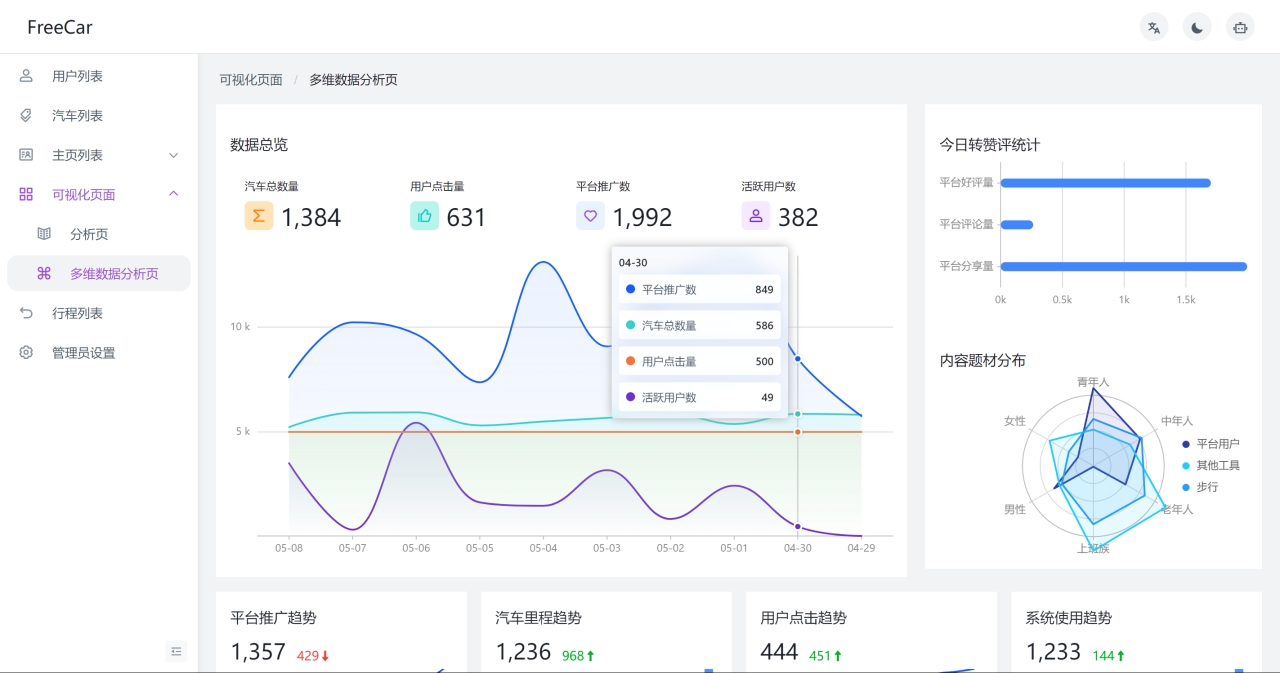 FreeCar
用户列表
汽车列表
主页列表
可视化页面
分析页
多维数据分析页
行程列表
管理员设置
可视化页面 / 多维数据分析页
数据总览
汽车总数量 用户点击量 平台推广数 活跃用户数
1,384 631 1,992 382
10 k
5 k
04-30
平台推广数 849
汽车总数量 586
用户点击量 500
活跃用户数 49
05-08 05-07 05-06 05-05 05-04 05-03 05-02 05-01 04-30 04-29
今日转赞评统计
平台好评量
平台评论量
平台分享量
0k 0.5k 1k 1.5k
内容题材分布
青年人
女性 中年人
男性 老年人
上班族
平台用户
其他工具
步行
平台推广趋势
1,357 429
汽车里程趋势
1,236 968
用户点击趋势
444 451
系统使用趋势
1,233 144